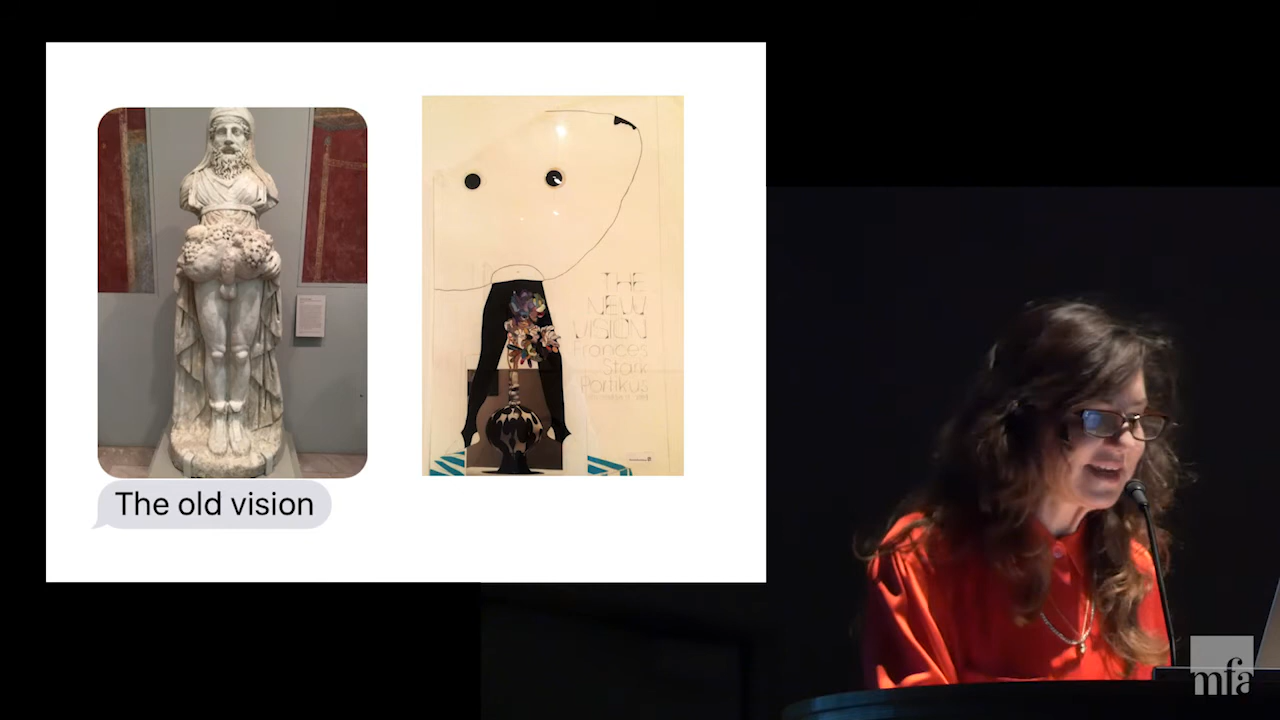 The old vision
THE
NEW
VISION
Frances
Stark
Portikus
mfa